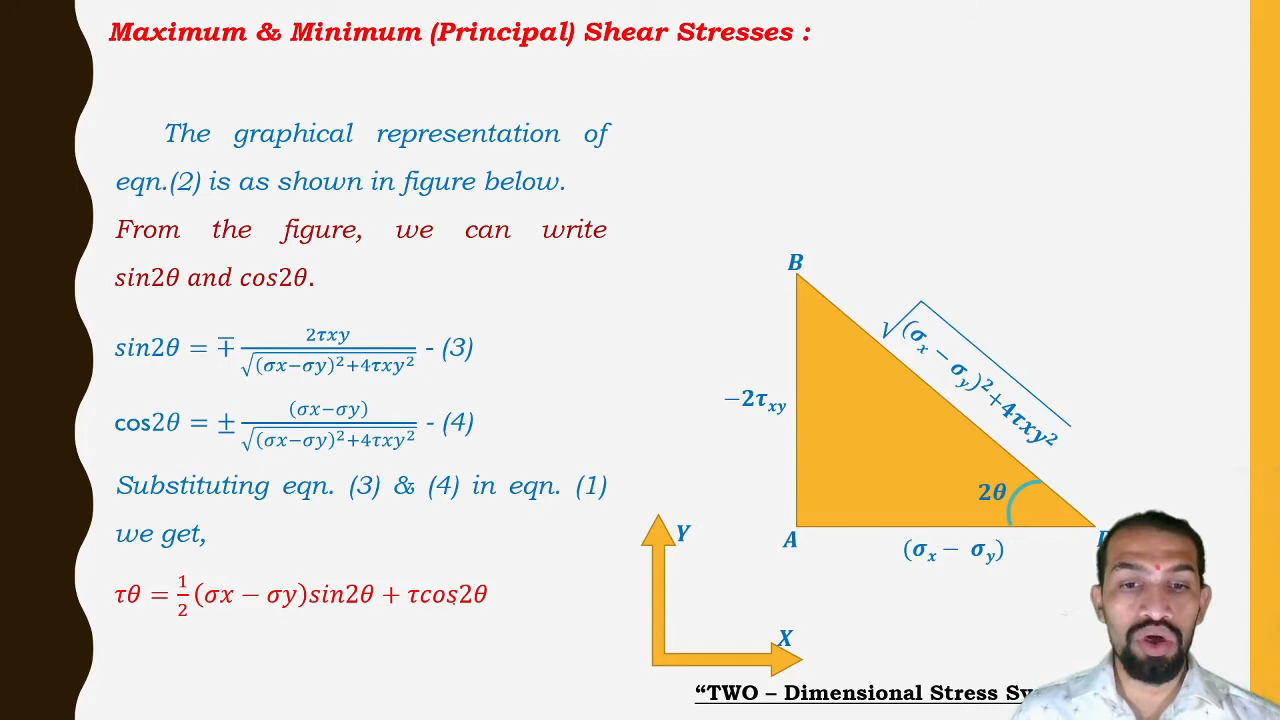 Maximum & Minimum (Principal) Shear Stresses :
The graphical representation of
eqn.(2) is as shown in figure below.
From the figure, we can write
sin2θ and cos2θ.
sin2θ = ∓ 2τxy / √((σx−σy)²+4τxy²) - (3)
cos2θ = ± (σx−σy) / √((σx−σy)²+4τxy²) - (4)
Substituting eqn. (3) & (4) in eqn. (1)
we get,
τθ = 1/2 (σx − σy)sin2θ + τcos2θ
B
√(σx − σy)²+4τxy²
−2τxy
2θ
A
(σx − σy)
Y
X
“TWO – Dimensional Stress